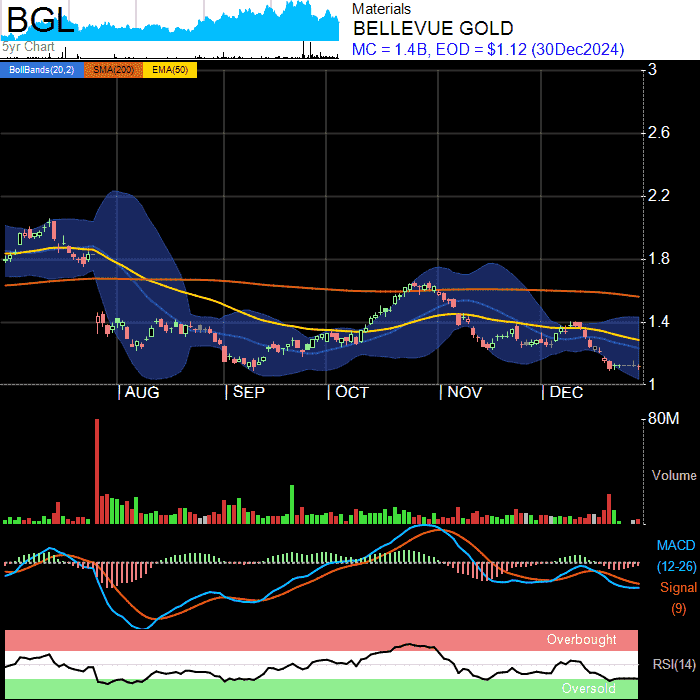 BGL
5yr Chart
Materials
BELLEVUE GOLD
MC = 1.4B, EOD = $1.12 (30Dec2024)
BollBands(20,2) SMA(200) EMA(50)
3
2.6
2.2
1.8
1.4
1
AUG SEP OCT NOV DEC
80M
Volume
MACD
(12-26)
Signal
(9)
Overbought
RSI(14)
Oversold